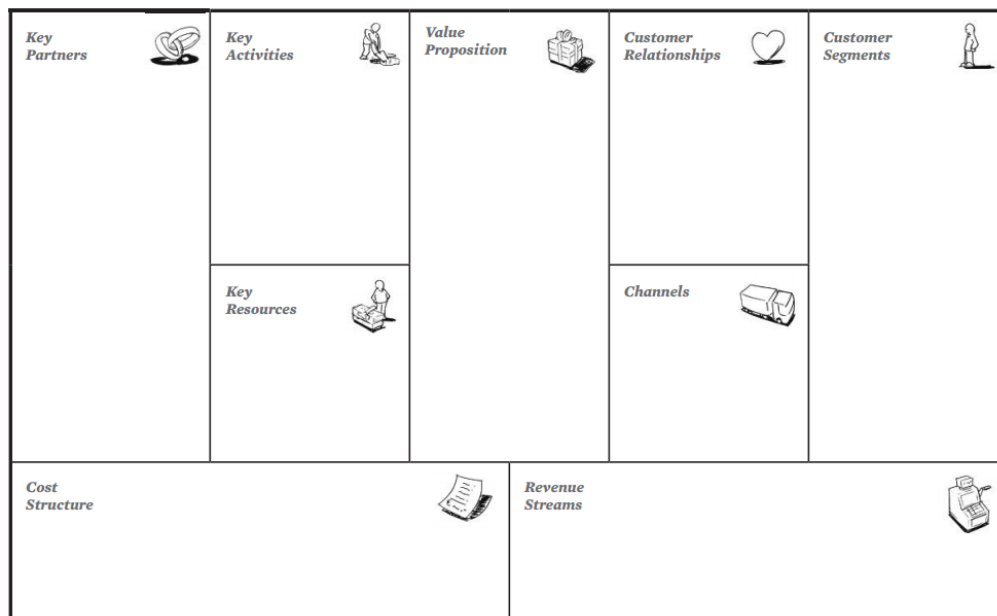 Key
Partners
Key
Activities
Value
Proposition
Customer
Relationships
Customer
Segments
Key
Resources
Channels
Cost
Structure
Revenue
Streams